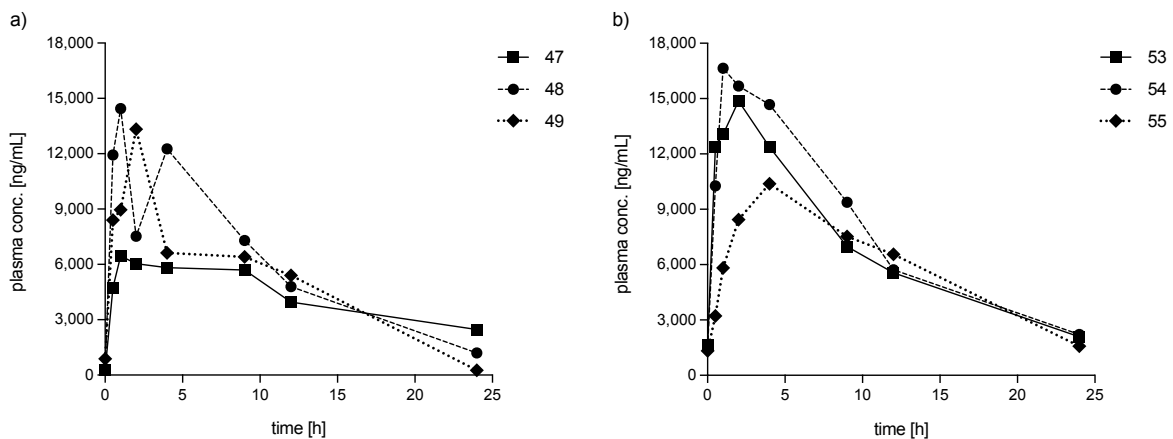 a)
18,000
15,000
12,000
9,000
6,000
3,000
0
plasma conc. [ng/mL]
0 5 10 15 20 25
time [h]
47
48
49
b)
18,000
15,000
12,000
9,000
6,000
3,000
0
plasma conc. [ng/mL]
0 5 10 15 20 25
time [h]
53
54
55